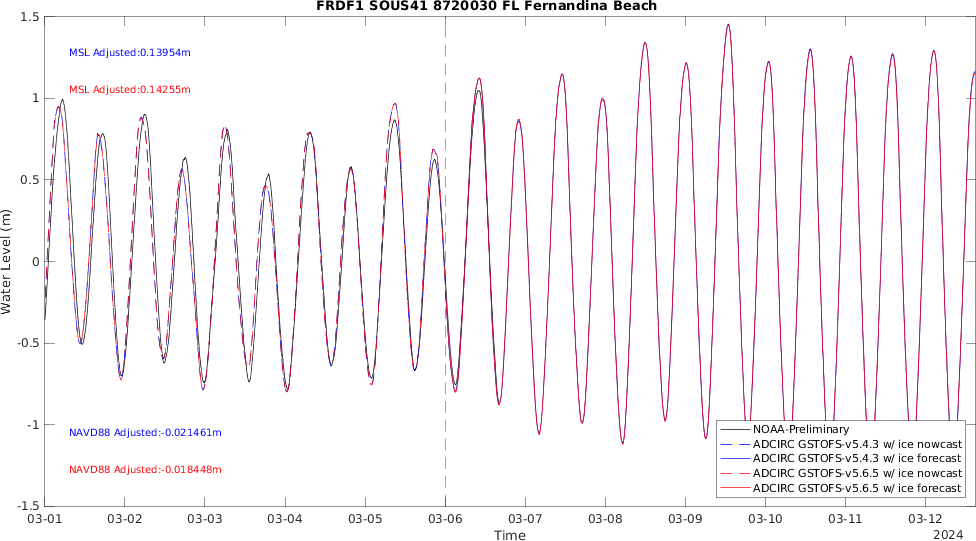 FRDF1 SOUS41 8720030 FL Fernandina Beach
1.5
1
0.5
0
-0.5
-1
-1.5
Water Level (m)
MSL Adjusted:0.13954m
MSL Adjusted:0.14255m
NAVD88 Adjusted:-0.021461m
NAVD88 Adjusted:-0.018448m
NOAA-Preliminary
ADCIRC GSTOFS-v5.4.3 w/ ice nowcast
ADCIRC GSTOFS-v5.4.3 w/ ice forecast
ADCIRC GSTOFS-v5.6.5 w/ ice nowcast
ADCIRC GSTOFS-v5.6.5 w/ ice forecast
03-01 03-02 03-03 03-04 03-05 03-06 03-07 03-08 03-09 03-10 03-11 03-12
2024
Time